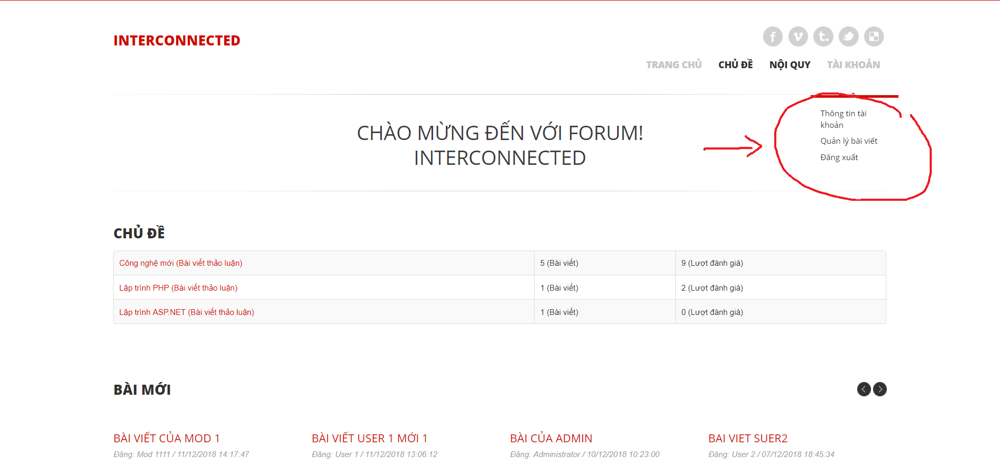 INTERCONNECTED
TRANG CHỦ CHỦ ĐỀ NỘI QUY TÀI KHOẢN
Thông tin tài
khoản
Quản lý bài viết
Đăng xuất
CHÀO MỪNG ĐẾN VỚI FORUM!
INTERCONNECTED
CHỦ ĐỀ
Công nghệ mới (Bài viết thảo luận) 5 (Bài viết) 9 (Lượt đánh giá)
Lập trình PHP (Bài viết thảo luận) 1 (Bài viết) 2 (Lượt đánh giá)
Lập trình ASP.NET (Bài viết thảo luận) 1 (Bài viết) 0 (Lượt đánh giá)
BÀI MỚI
BÀI VIẾT CỦA MOD 1
Đăng: Mod 1111 / 11/12/2018 14:17:47
BÀI VIẾT USER 1 MỚI 1
Đăng: User 1 / 11/12/2018 13:06:12
BÀI CỦA ADMIN
Đăng: Administrator / 10/12/2018 10:23:00
BAI VIET SUER2
Đăng: User 2 / 07/12/2018 18:45:34